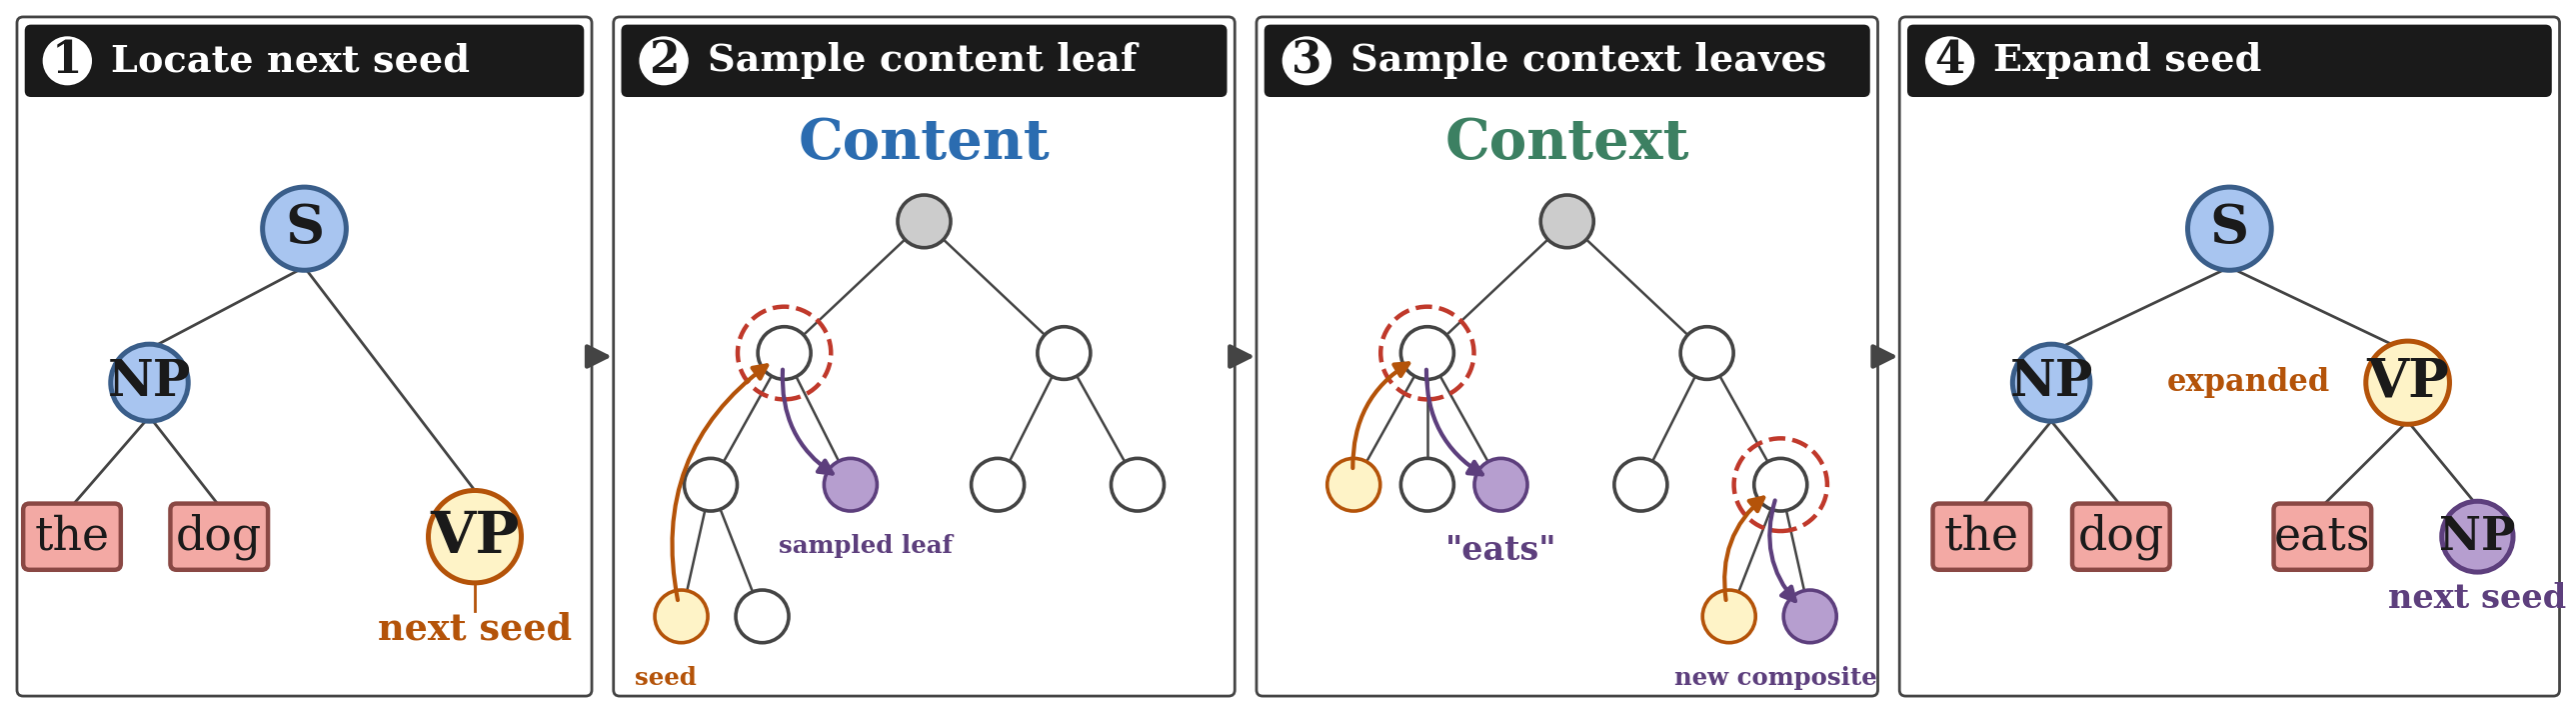 1 Locate next seed
S
NP
the
dog
VP
next seed
2 Sample content leaf
Content
sampled leaf
seed
3 Sample context leaves
Context
"eats"
new composite
4 Expand seed
S
NP
expanded
VP
the
dog
eats
NP
next seed